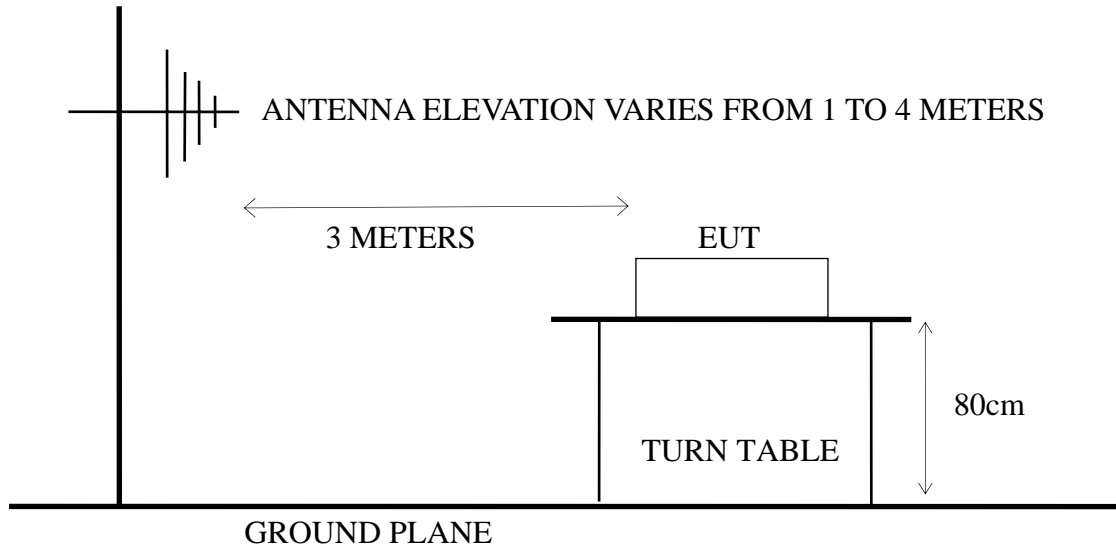 ANTENNA ELEVATION VARIES FROM 1 TO 4 METERS
3 METERS
EUT
80cm
TURN TABLE
GROUND PLANE